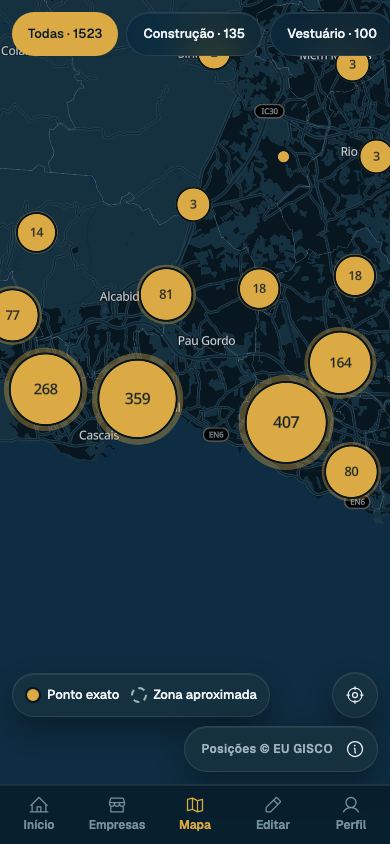 Todas · 1523
Construção · 135
Vestuário · 100
3
IC30
Rio
3
3
14
18
81
18
Alcabid
77
Pau Gordo
164
268
359
407
Cascais
EN6
80
EN6
Ponto exato
Zona aproximada
Posições © EU GISCO
Início
Empresas
Mapa
Editar
Perfil